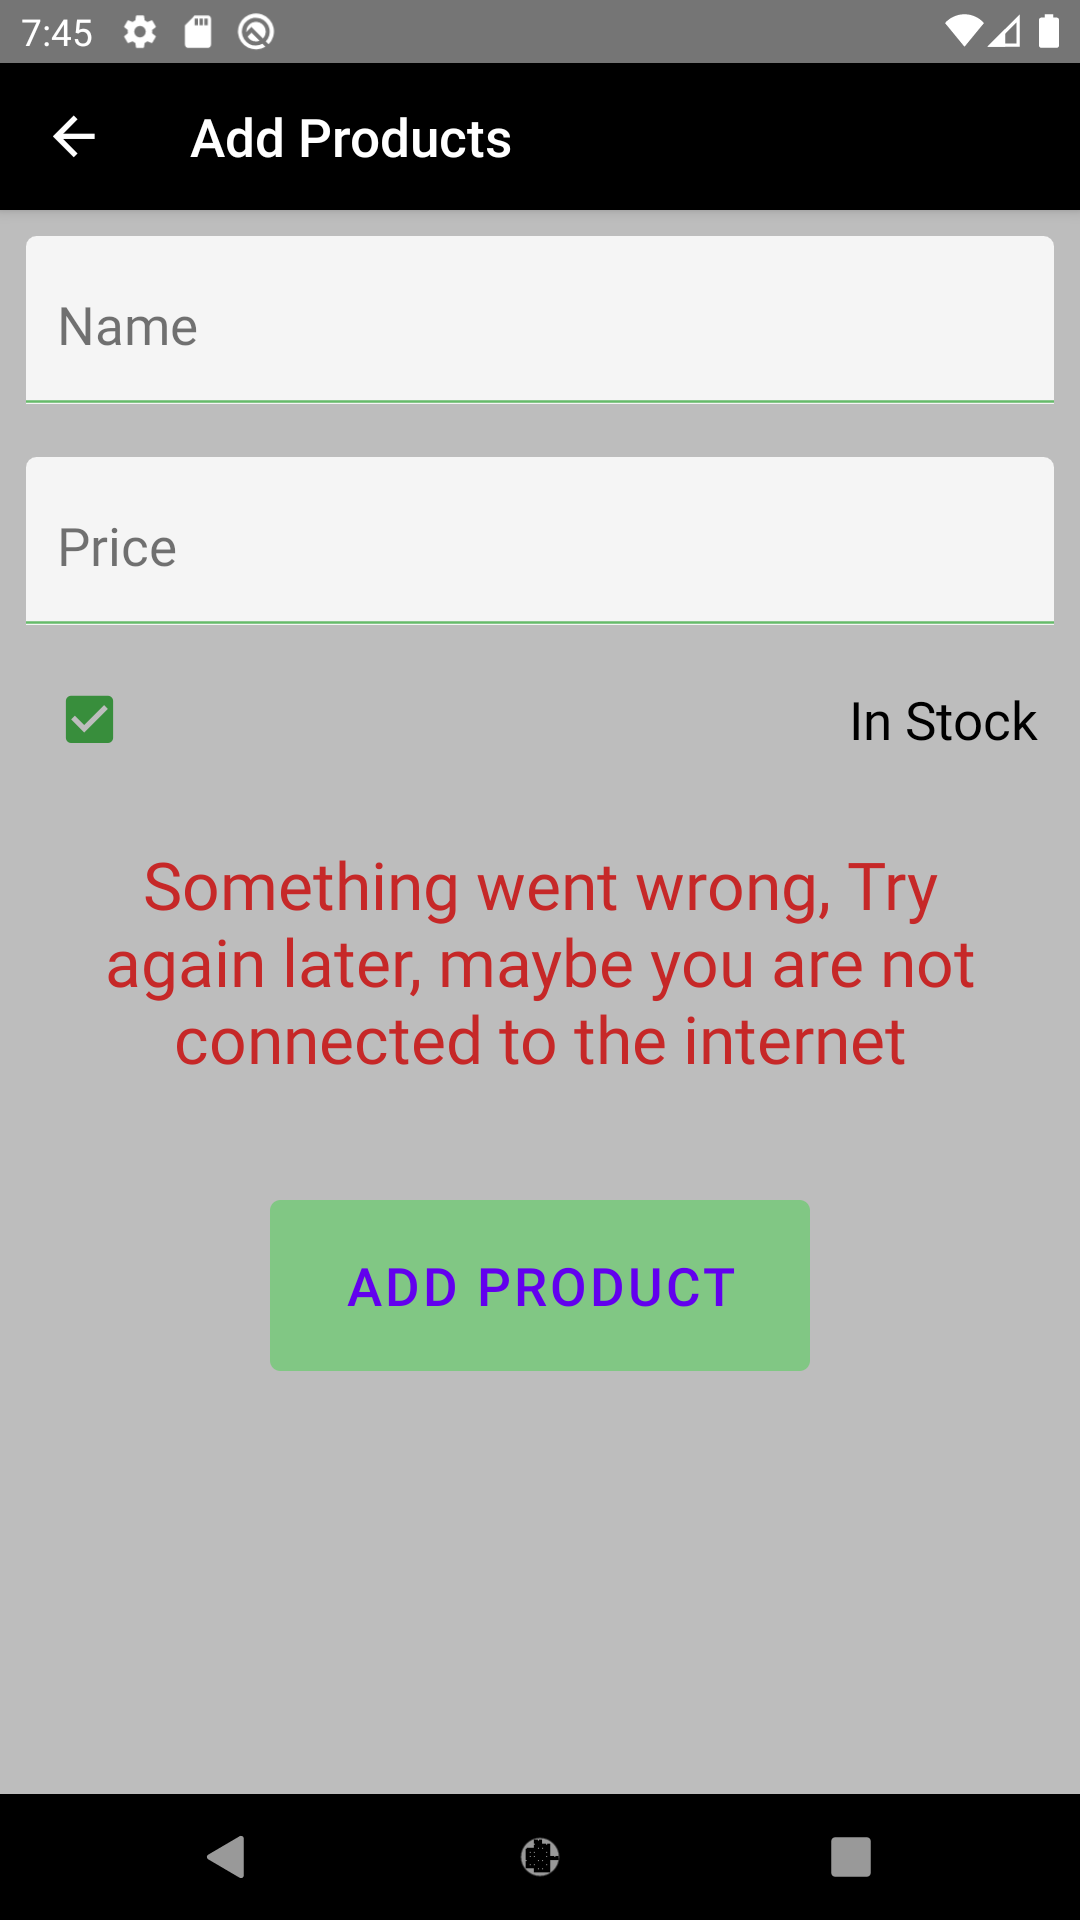 7:45
Add Products
Name
Price
In Stock
Something went wrong, Try
again later, maybe you are not
connected to the internet
ADD PRODUCT